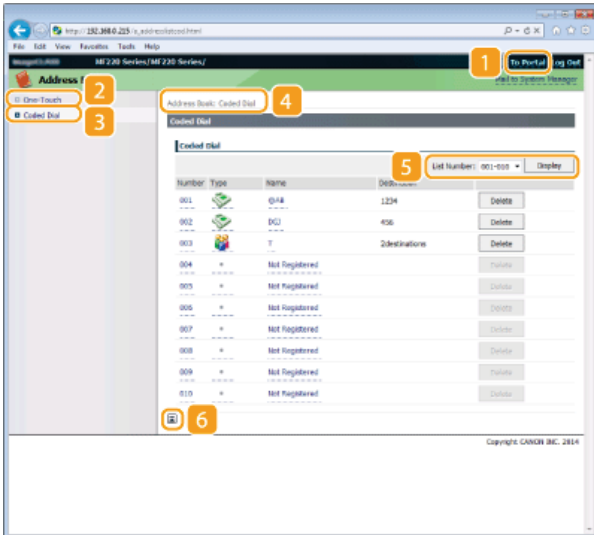 http://192.168.0.215/a_addresslistcod.html
File Edit View Favorites Tools Help
MF220 Series/MF220 Series/
1
To Portal Log Out
Address
Mail to System Manager
One-Touch
2
Coded Dial
3
Address Book: Coded Dial
4
Coded Dial
Coded Dial
5
List Number: 001-010 Display
Number Type Name Destination
001 @AB 1234 Delete
002 DGJ 456 Delete
003 T 2destinations Delete
004 Not Registered Delete
005 Not Registered Delete
006 Not Registered Delete
007 Not Registered Delete
008 Not Registered Delete
009 Not Registered Delete
010 Not Registered Delete
6
Copyright CANON INC. 2014